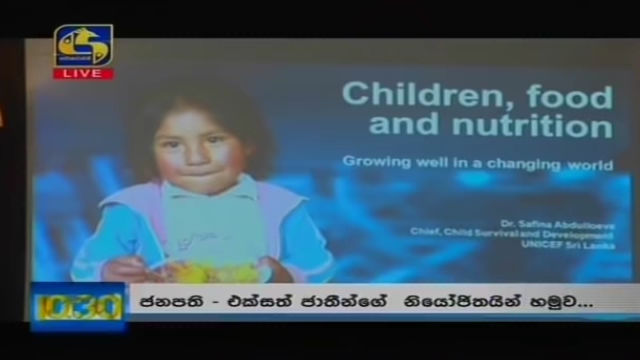 LIVE
Children, food
and nutrition
Growing well in a changing world
Dr. Safina Abdulloeva
Chief, Child Survival and Development
UNICEF Sri Lanka
ජනපති - එක්සත් ජාතීන්ගේ නියෝජිතයින් හමුව...